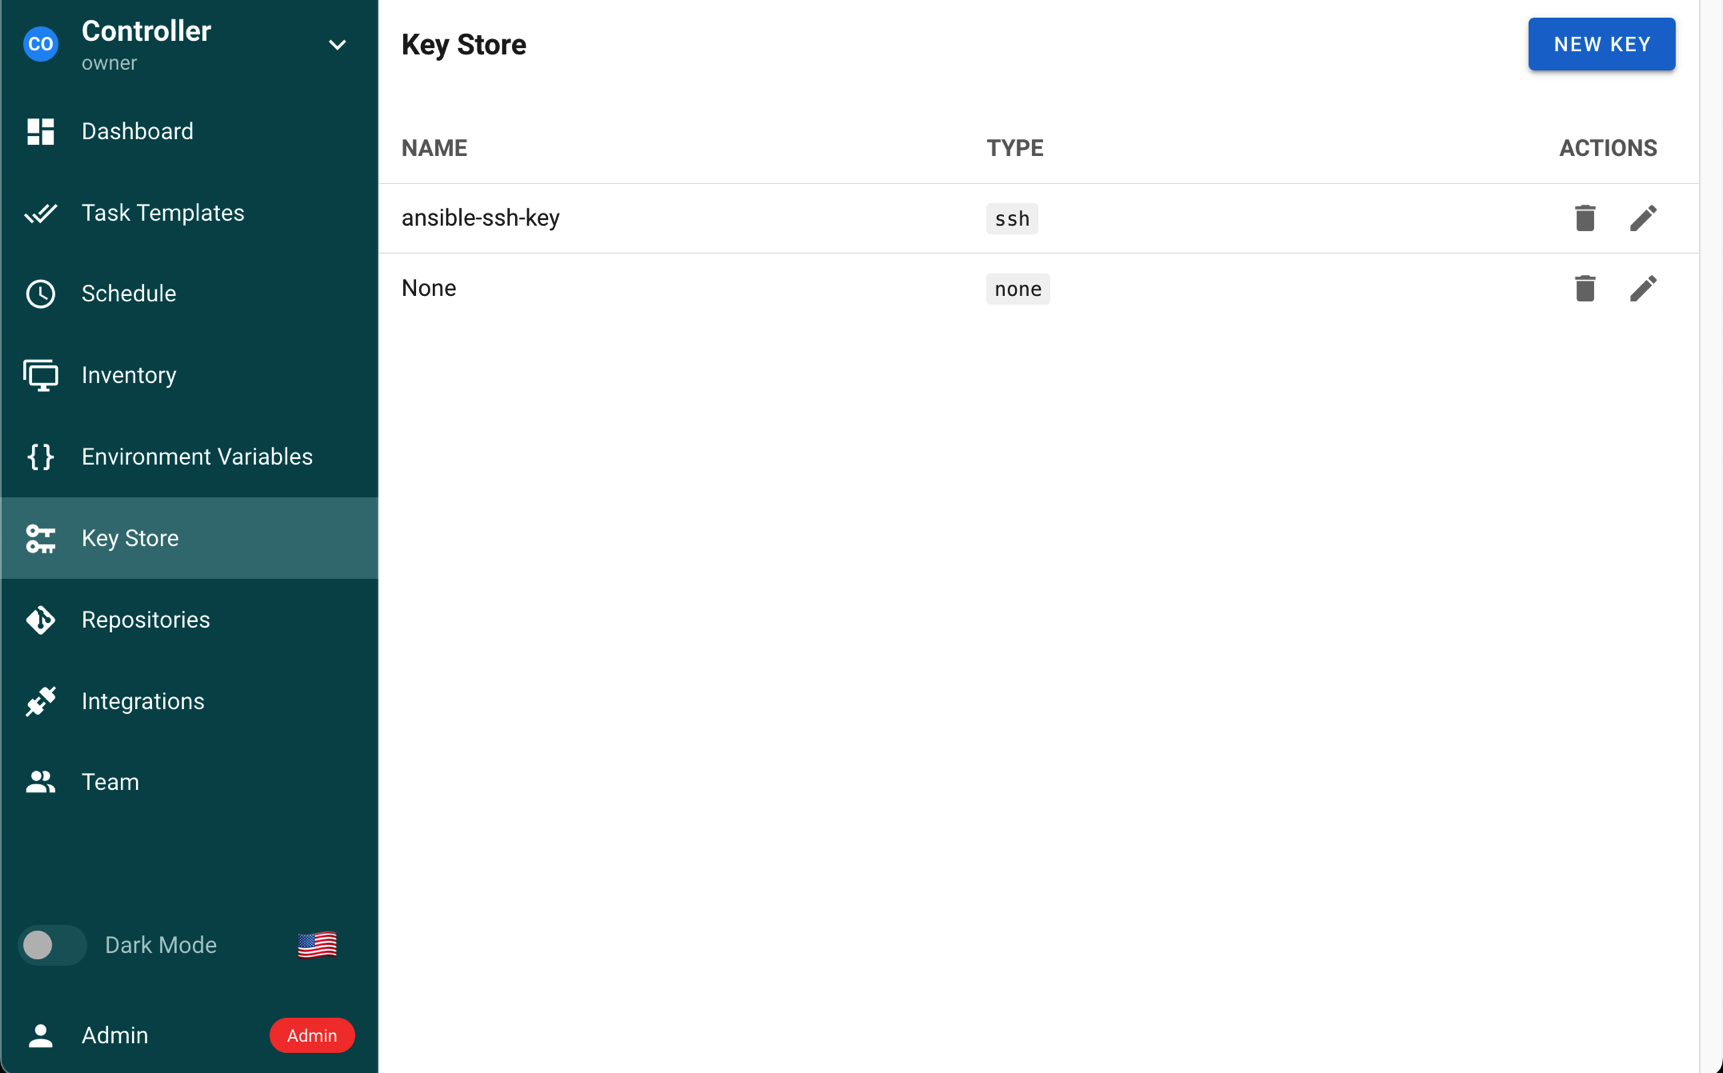 CO
Controller
owner
Dashboard
Task Templates
Schedule
Inventory
Environment Variables
Key Store
Repositories
Integrations
Team
Dark Mode
Admin
Admin
Key Store
NEW KEY
NAME TYPE ACTIONS
ansible-ssh-key ssh
None none